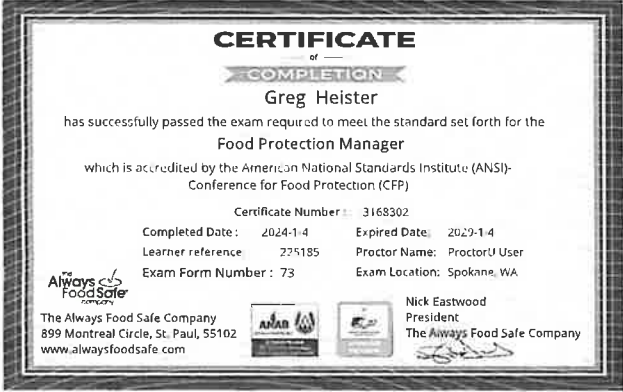 CERTIFICATE
of
COMPLETION
Greg Heister
has successfully passed the exam required to meet the standard set forth for the
Food Protection Manager
which is accredited by the American National Standards Institute (ANSI)-
Conference for Food Protection (CFP)
Certificate Number : 3168302
Completed Date : 2024-1-4 Expired Date: 2029-1-4
Learner reference 225185 Proctor Name: ProctorU User
Exam Form Number : 73 Exam Location: Spokane, WA
The Always Food Safe Company
Nick Eastwood
President
The Always Food Safe Company
The Always Food Safe Company
899 Montreal Circle, St. Paul, 55102
www.alwaysfoodsafe.com
ANAB